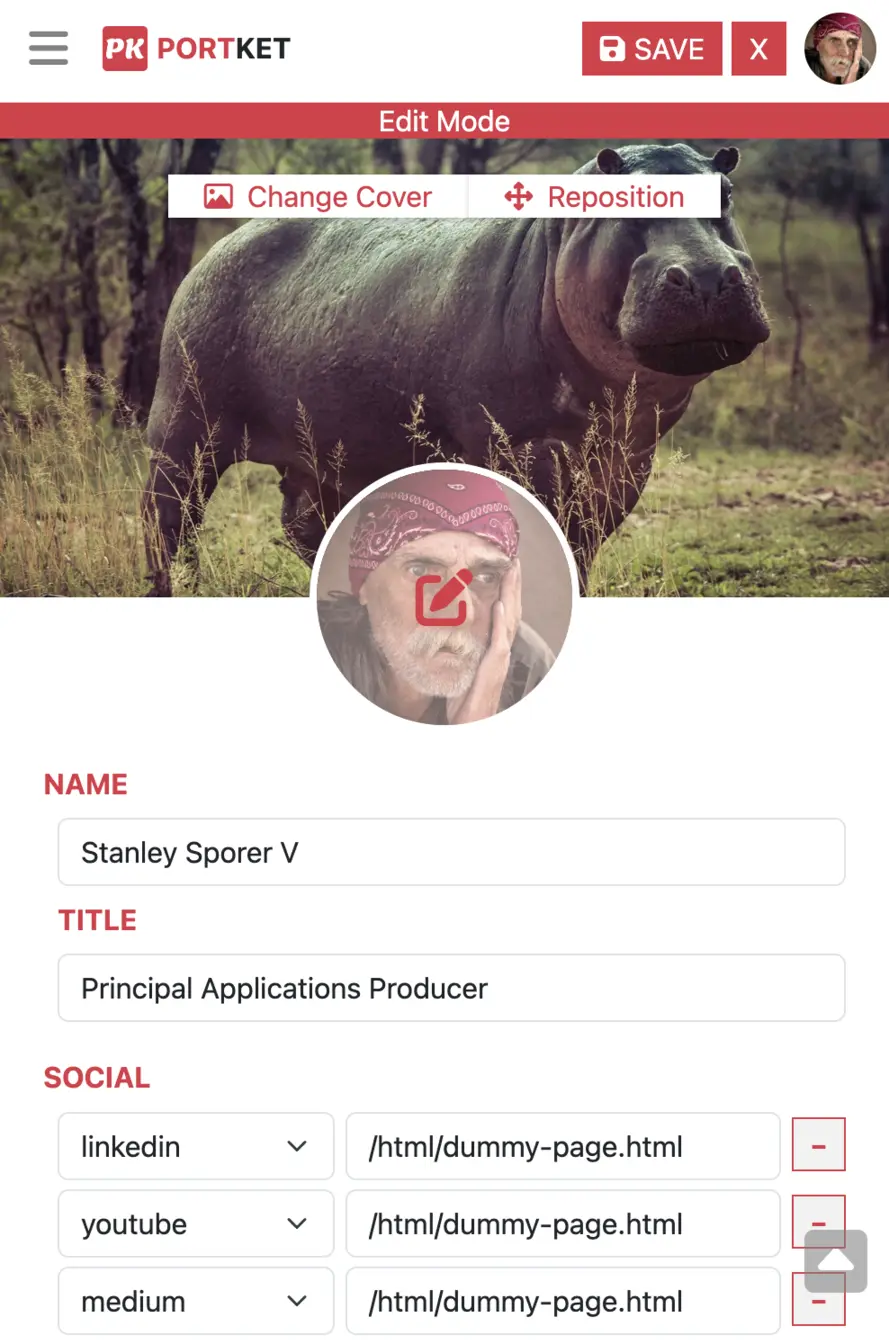 PK PORTKET
SAVE
X
Edit Mode
Change Cover
Reposition
NAME
Stanley Sporer V
TITLE
Principal Applications Producer
SOCIAL
linkedin
/html/dummy-page.html
-
youtube
/html/dummy-page.html
-
medium
/html/dummy-page.html
-